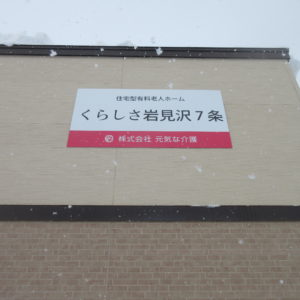 住宅型有料老人ホーム
くらしさ岩見沢7条
株式会社 元気な介護